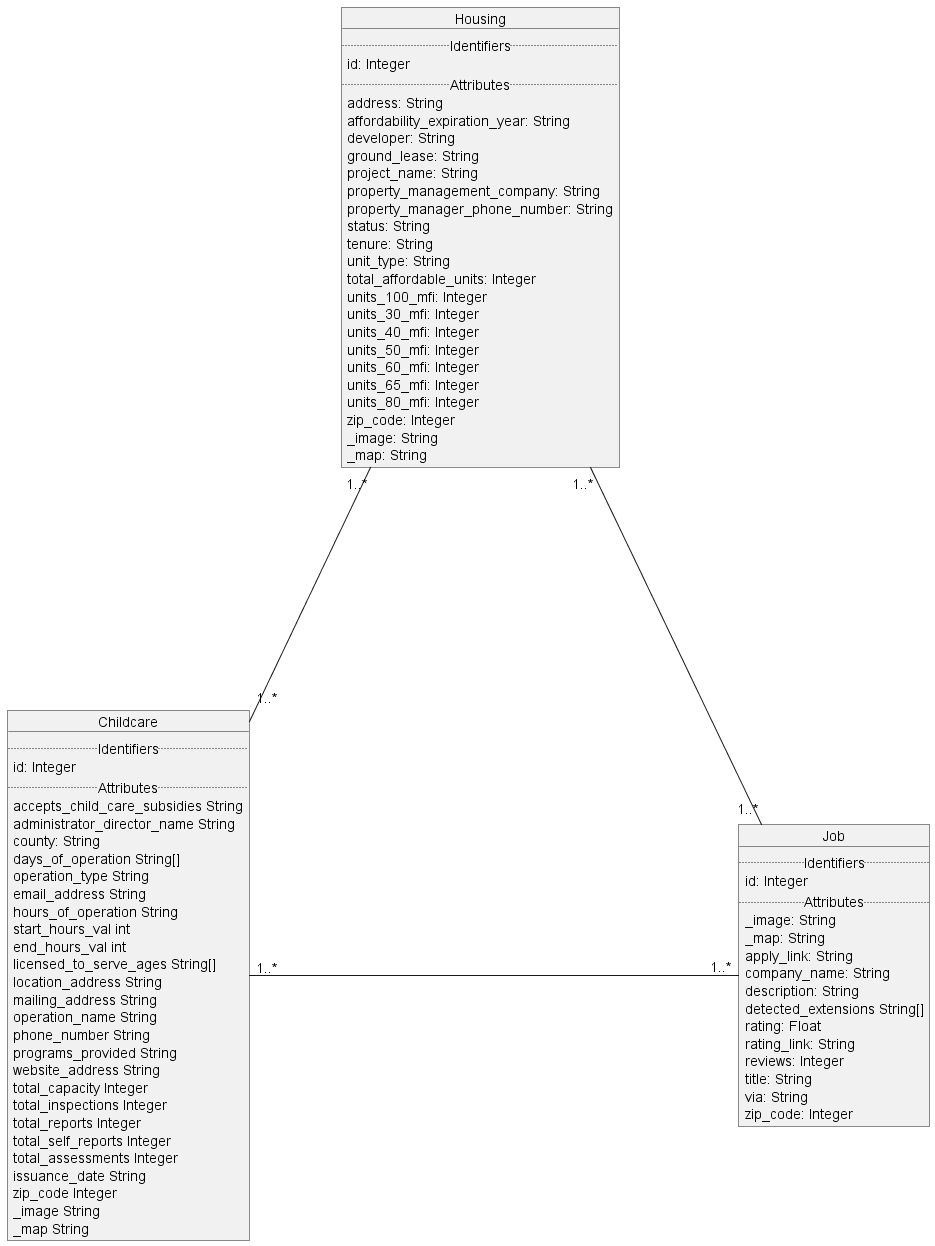 Housing
Identifiers
id: Integer
Attributes
address: String
affordability_expiration_year: String
developer: String
ground_lease: String
project_name: String
property_management_company: String
property_manager_phone_number: String
status: String
tenure: String
unit_type: String
total_affordable_units: Integer
units_100_mfi: Integer
units_30_mfi: Integer
units_40_mfi: Integer
units_50_mfi: Integer
units_60_mfi: Integer
units_65_mfi: Integer
units_80_mfi: Integer
zip_code: Integer
_image: String
_map: String
1..*
1..*
1..*
1..*
Childcare
Identifiers
id: Integer
Attributes
accepts_child_care_subsidies String
administrator_director_name String
county: String
days_of_operation String[]
operation_type String
email_address String
hours_of_operation String
start_hours_val int
end_hours_val int
licensed_to_serve_ages String[]
location_address String
mailing_address String
operation_name String
phone_number String
programs_provided String
website_address String
total_capacity Integer
total_inspections Integer
total_reports Integer
total_self_reports Integer
total_assessments Integer
issuance_date String
zip_code Integer
_image String
_map String
1..*
1..*
Job
Identifiers
id: Integer
Attributes
_image: String
_map: String
apply_link: String
company_name: String
description: String
detected_extensions String[]
rating: Float
rating_link: String
reviews: Integer
title: String
via: String
zip_code: Integer